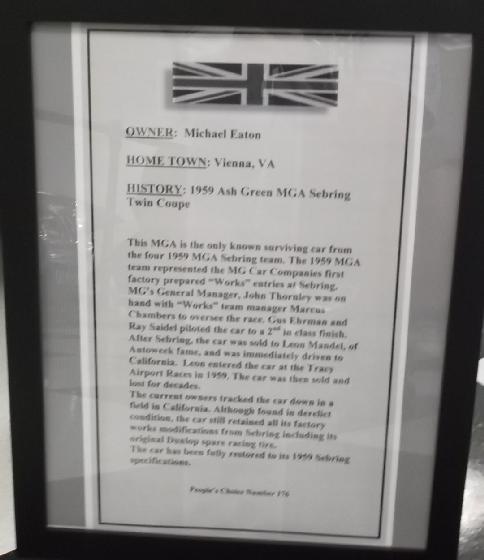 OWNER: Michael Eaton
HOME TOWN: Vienna, VA
HISTORY: 1959 Ash Green MGA Sebring
Twin Coupe
This MGA is the only known surviving car from
the four 1959 MGA Sebring team. The 1959 MGA
team represented the MG Car Companies first
factory prepared "Works" entries at Sebring.
MG's General Manager, John Thornley was on
hand with "Works" team manager Marcus
Chambers to oversee the race. Gus Ehrman and
Ray Saidel piloted the car to a 2nd in class finish.
After Sebring, the car was sold to Leon Mandel, of
Autoweek fame, and was immediately driven to
California. Leon entered the car at the Tracy
Airport Races in 1959. The car was then sold and
lost for decades.
The current owners tracked the car down in a
field in California. Although found in derelict
condition, the car still retained all its factory
works modifications from Sebring including its
original Dunlop spare racing tire.
The car has been fully restored to its 1959 Sebring
specifications.
People's Choice Number 176